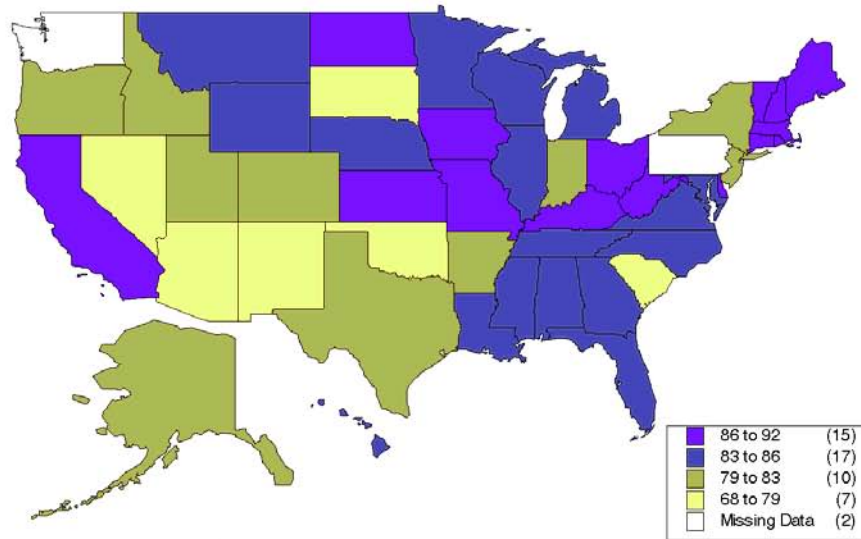 86 to 92 (15)
83 to 86 (17)
79 to 83 (10)
68 to 79 (7)
Missing Data (2)